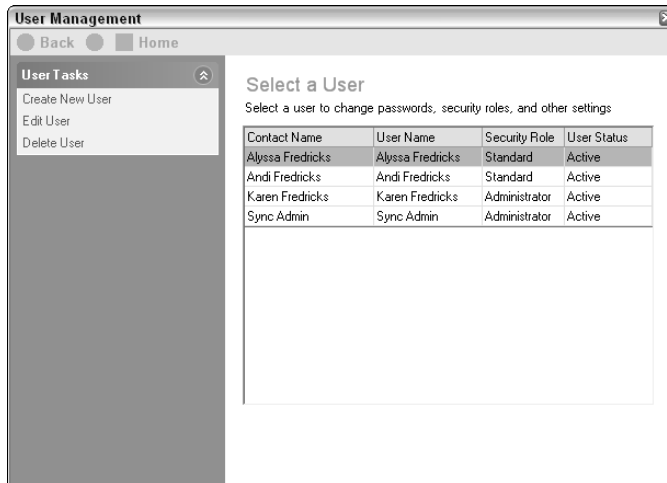 User Management
Back Home
User Tasks
Create New User
Edit User
Delete User
Select a User
Select a user to change passwords, security roles, and other settings
Contact Name User Name Security Role User Status
Alyssa Fredricks Alyssa Fredricks Standard Active
Andi Fredricks Andi Fredricks Standard Active
Karen Fredricks Karen Fredricks Administrator Active
Sync Admin Sync Admin Administrator Active